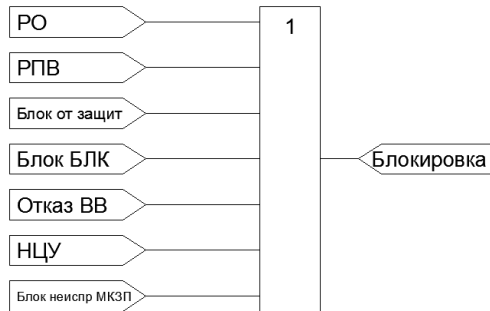 РО
1
РПВ
Блок от защит
Блок БЛК
Блокировка
Отказ ВВ
НЦУ
Блок неиспр МКЗП